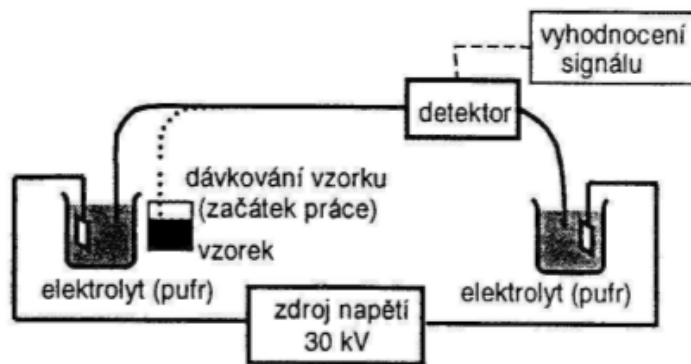 vyhodnocení
signálu
detektor
dávkování vzorku
(začátek práce)
vzorek
elektrolyt (pufr)
elektrolyt (pufr)
zdroj napětí
30 kV